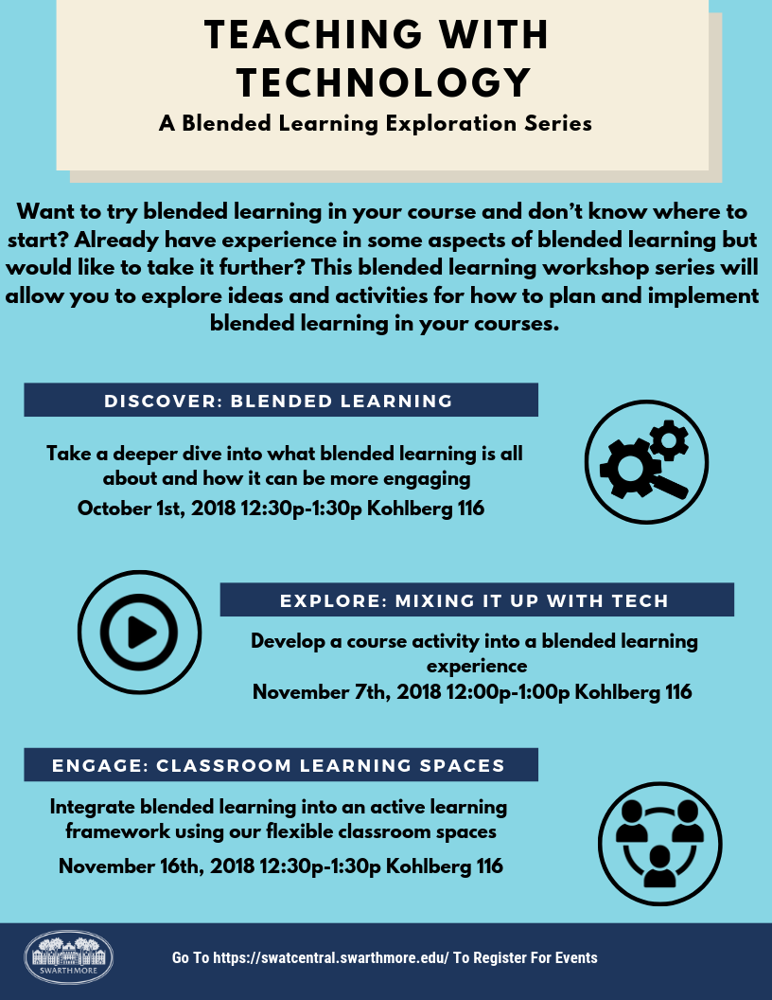 TEACHING WITH
TECHNOLOGY
A Blended Learning Exploration Series
Want to try blended learning in your course and don’t know where to
start? Already have experience in some aspects of blended learning but
would like to take it further? This blended learning workshop series will
allow you to explore ideas and activities for how to plan and implement
blended learning in your courses.
DISCOVER: BLENDED LEARNING
Take a deeper dive into what blended learning is all
about and how it can be more engaging
October 1st, 2018 12:30p-1:30p Kohlberg 116
EXPLORE: MIXING IT UP WITH TECH
Develop a course activity into a blended learning
experience
November 7th, 2018 12:00p-1:00p Kohlberg 116
ENGAGE: CLASSROOM LEARNING SPACES
Integrate blended learning into an active learning
framework using our flexible classroom spaces
November 16th, 2018 12:30p-1:30p Kohlberg 116
SWARTHMORE
Go To https://swatcentral.swarthmore.edu/ To Register For Events